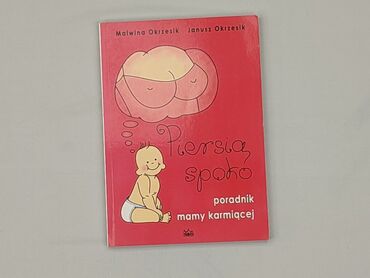 Malwina Okrzesik Janusz Okrzesik
Piersią
spoko
poradnik
mamy karmiącej